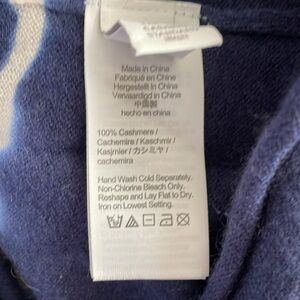 Made in China
Fabriqué en Chine
Hergestellt in China
Vervaardigd in China
中国製
hecho en china
100% Cashmere /
Cachemire / Kaschmir /
Kasjmier / カシミヤ /
cachemira
Hand Wash Cold Separately.
Non-Chlorine Bleach Only.
Reshape and Lay Flat to Dry.
Iron on Lowest Setting.